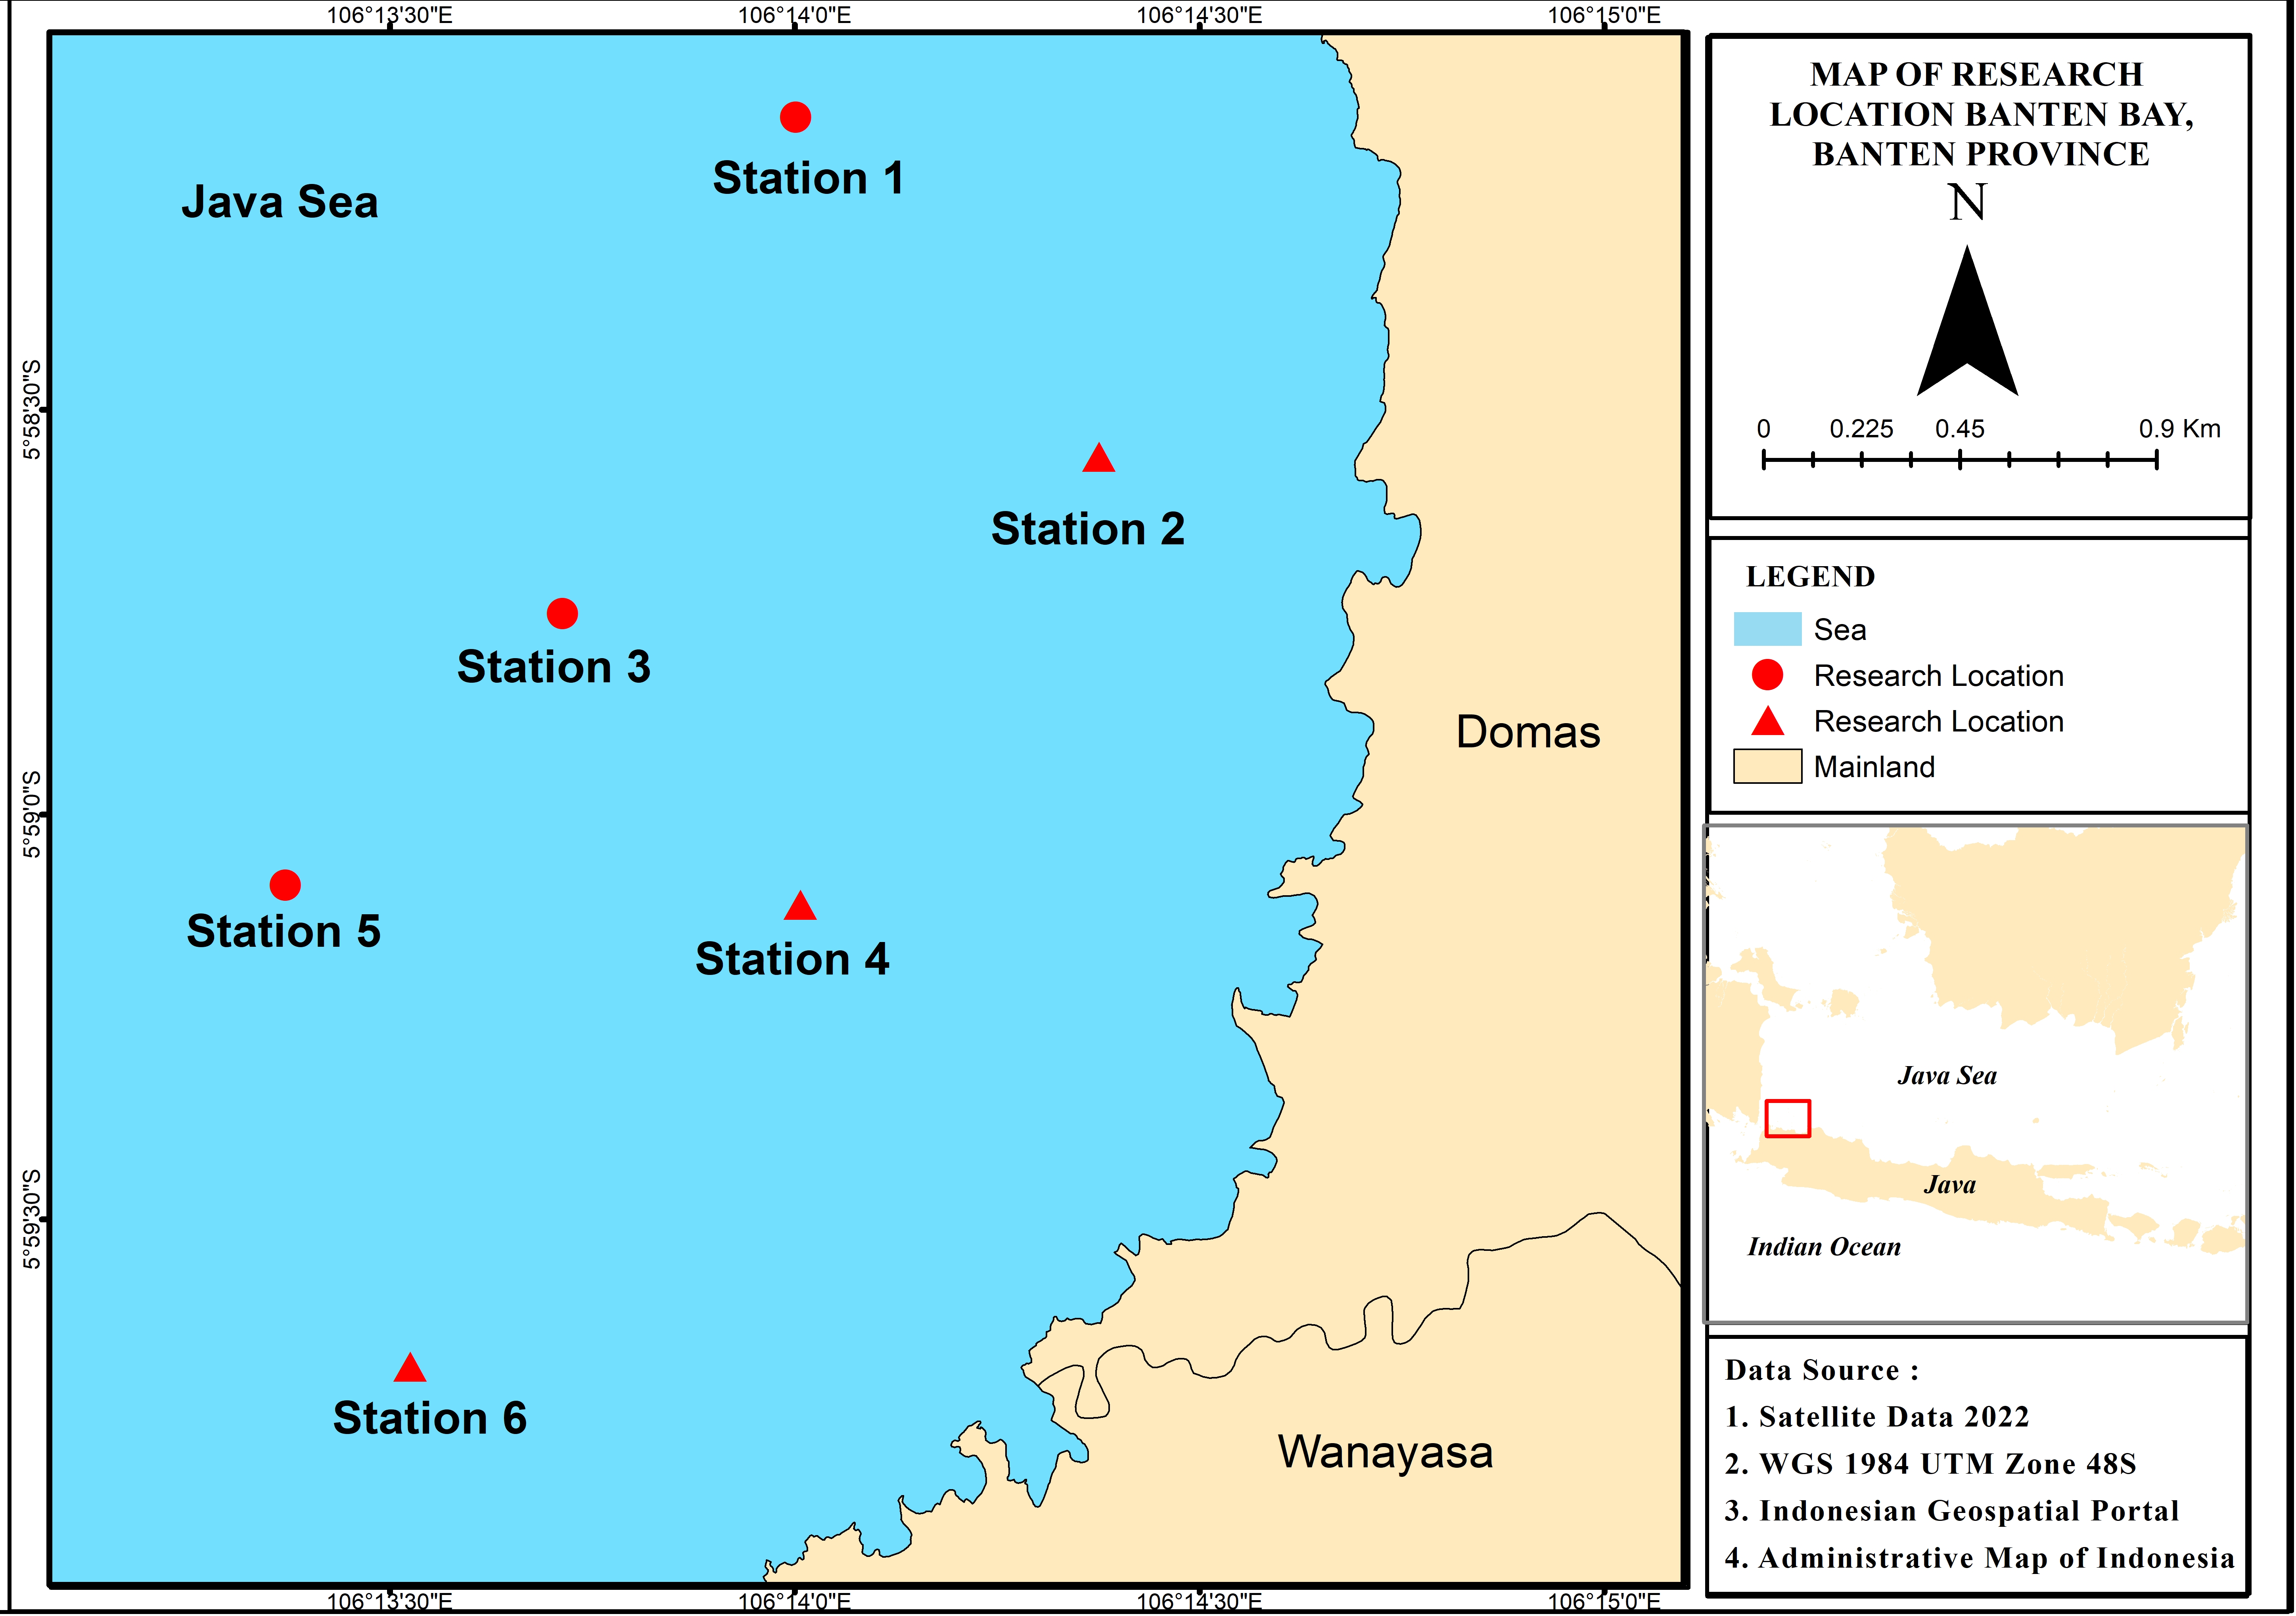 106°13'30"E
106°14'0"E
106°14'30"E
106°15'0"E
5°58'30"S
5°59'0"S
5°59'30"S
Java Sea
Station 1
Station 2
Station 3
Domas
Station 5
Station 4
Station 6
Wanayasa
106°13'30"E
106°14'0"E
106°14'30"E
106°15'0"E
MAP OF RESEARCH
LOCATION BANTEN BAY,
BANTEN PROVINCE
N
0 0.225 0.45 0.9 Km
LEGEND
Sea
Research Location
Research Location
Mainland
Java Sea
Java
Indian Ocean
Data Source :
1. Satellite Data 2022
2. WGS 1984 UTM Zone 48S
3. Indonesian Geospatial Portal
4. Administrative Map of Indonesia